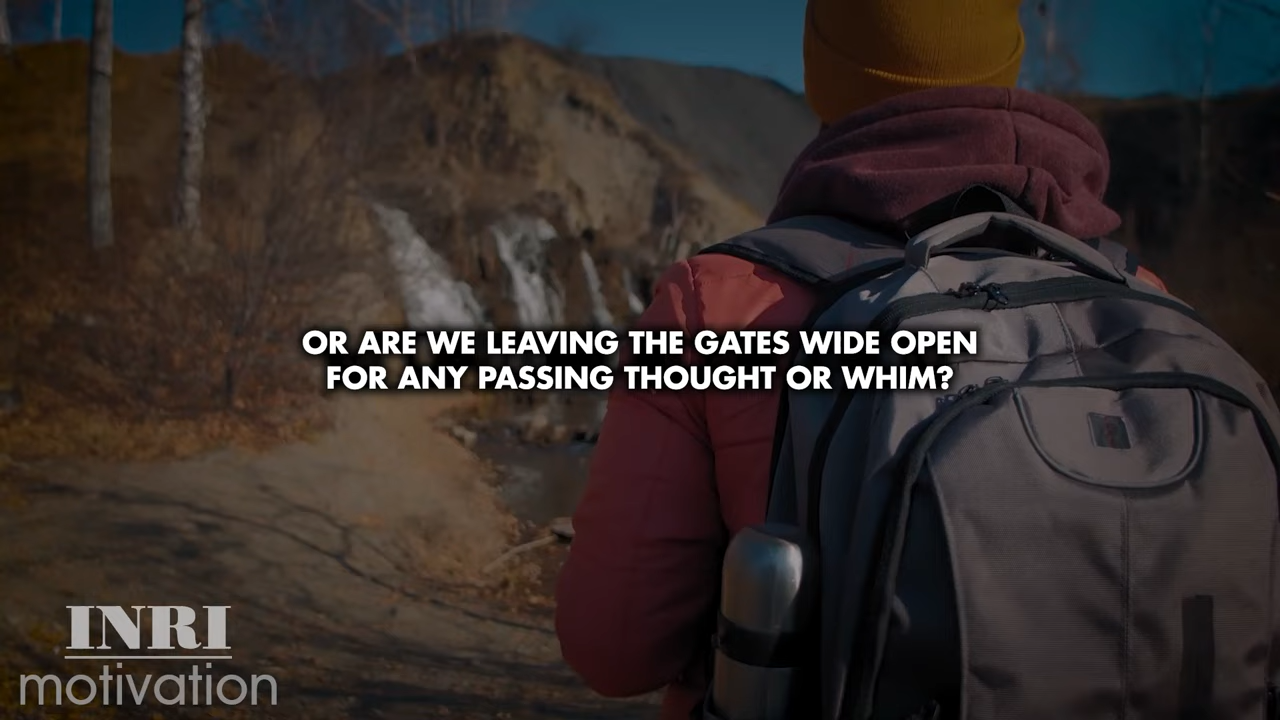 OR ARE WE LEAVING THE GATES WIDE OPEN
FOR ANY PASSING THOUGHT OR WHIM?
INRI
motivation